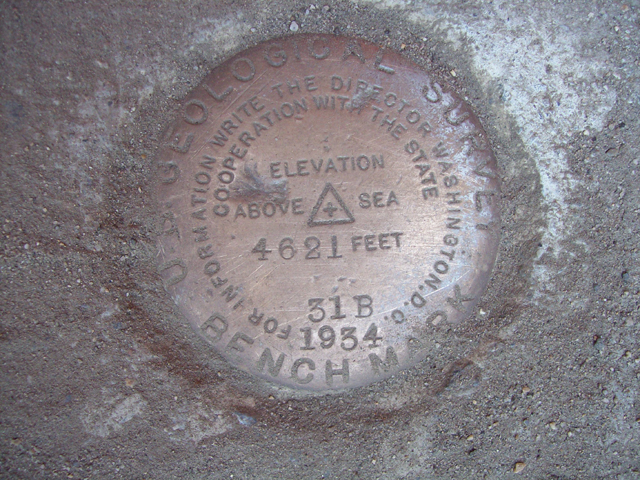 U.S. GEOLOGICAL SURVEY
FOR INFORMATION WRITE THE DIRECTOR WASHINGTON, D.C.
COOPERATION WITH THE STATE
ELEVATION
ABOVE SEA
4621 FEET
31B
1934
BENCH MARK